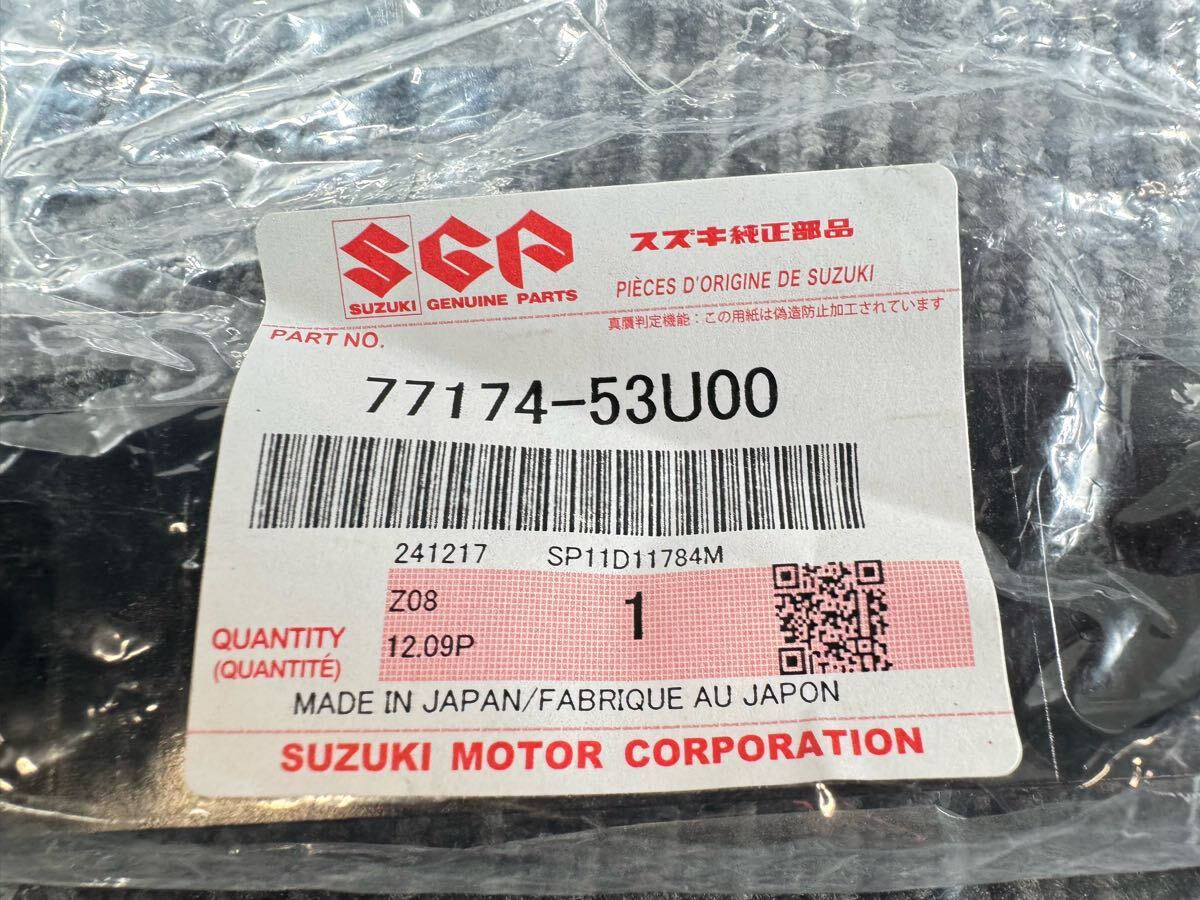 SGP
SUZUKI GENUINE PARTS
スズキ純正部品
PIÈCES D'ORIGINE DE SUZUKI
真贋判定機能：この用紙は偽造防止加工されています
PART NO.
77174-53U00
241217 SP11D11784M
Z08
1
QUANTITY
(QUANTITÉ)
12.09P
MADE IN JAPAN/FABRIQUE AU JAPON
SUZUKI MOTOR CORPORATION